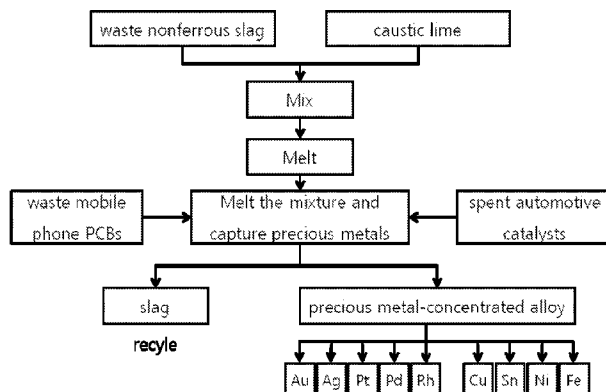 waste nonferrous slag
caustic lime
Mix
Melt
waste mobile
phone PCBs
Melt the mixture and
capture precious metals
spent automotive
catalysts
slag
precious metal-concentrated alloy
recyle
Au Ag Pt Pd Rh Cu Sn Ni Fe